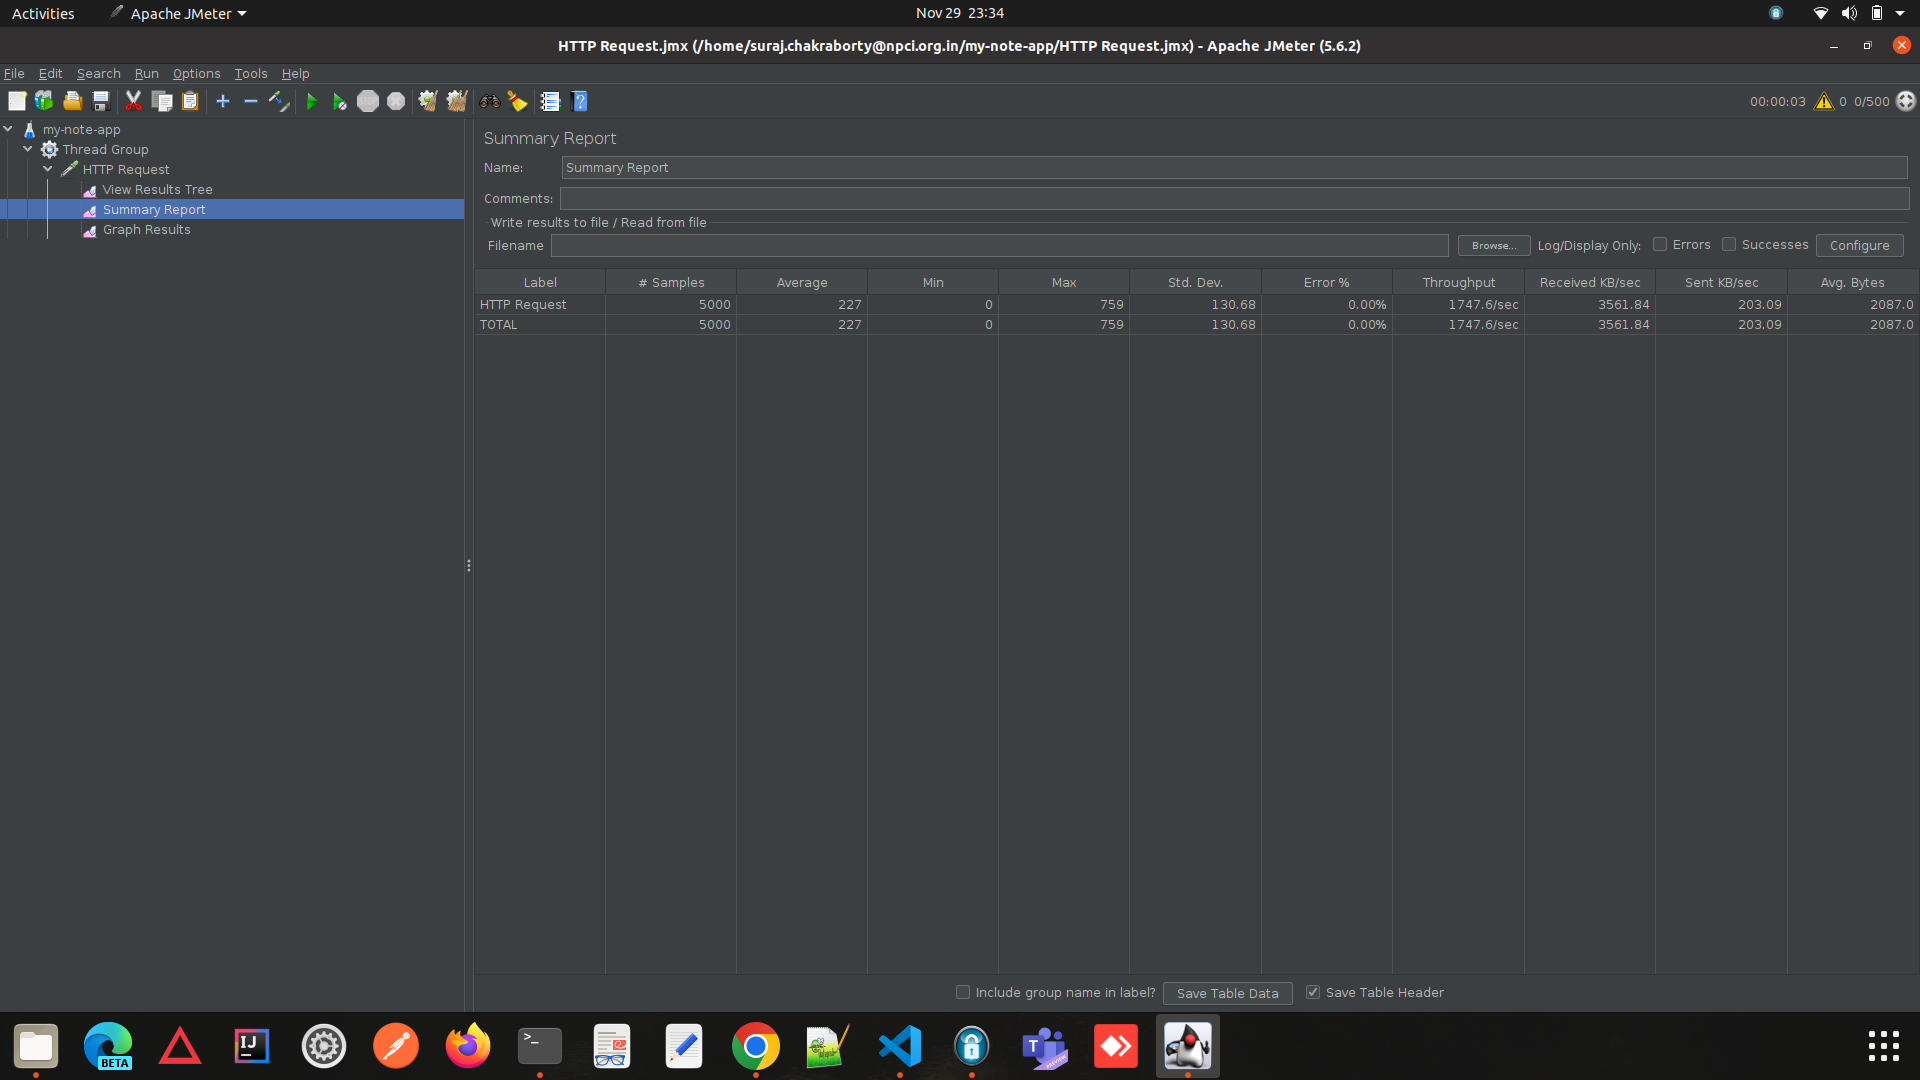 Activities Apache JMeter Nov 29 23:34
HTTP Request.jmx (/home/suraj.chakraborty@npci.org.in/my-note-app/HTTP Request.jmx) - Apache JMeter (5.6.2)
File Edit Search Run Options Tools Help
00:00:03 0 0/500
my-note-app
Thread Group
HTTP Request
View Results Tree
Summary Report
Graph Results
Summary Report
Name: Summary Report
Comments:
Write results to file / Read from file
Filename Browse... Log/Display Only: Errors Successes Configure
Label # Samples Average Min Max Std. Dev. Error % Throughput Received KB/sec Sent KB/sec Avg. Bytes
HTTP Request 5000 227 0 759 130.68 0.00% 1747.6/sec 3561.84 203.09 2087.0
TOTAL 5000 227 0 759 130.68 0.00% 1747.6/sec 3561.84 203.09 2087.0
Include group name in label? Save Table Data Save Table Header
BETA IJ >_ T